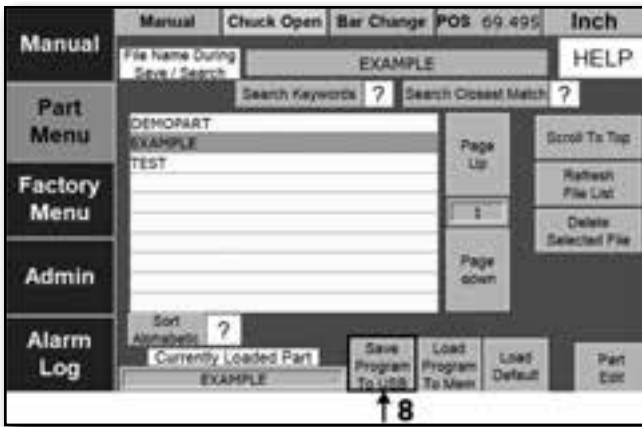 Manual
Manual Chuck Open Bar Change POS 69.495 Inch
File Name During
Save / Search
EXAMPLE
HELP
Search Keywords ? Search Closest Match ?
Part
Menu
DEMOPART
EXAMPLE
TEST
Page
Up
Scroll To Top
Refresh
File List
1
Delete
Selected File
Factory
Menu
Page
down
Admin
Sort
Alphabetic
?
Alarm
Log
Currently Loaded Part
EXAMPLE
Save
Program
To USB
Load
Program
To Mem
Load
Default
Part
Edit
8